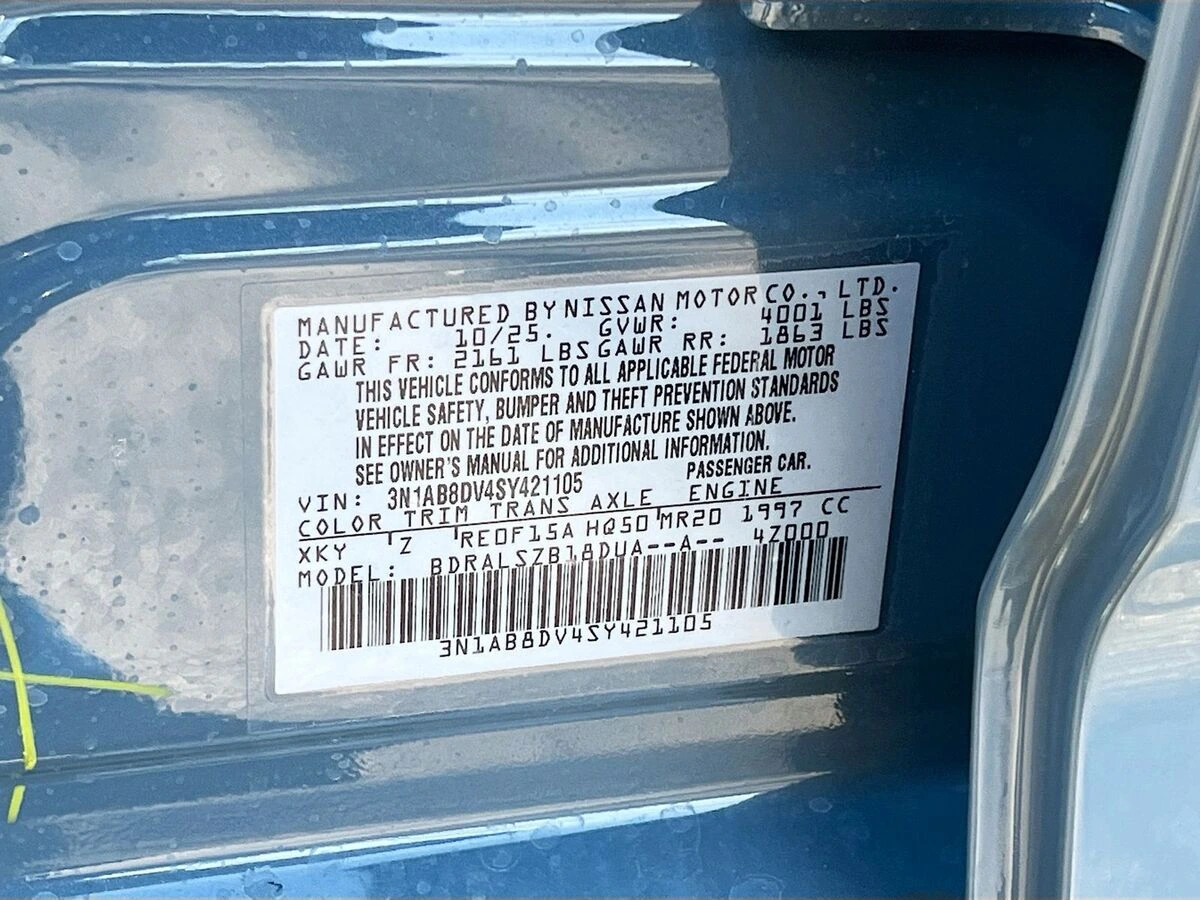 MANUFACTURED BY NISSAN MOTOR CO., LTD.
DATE: 10/25. GVWR: 4001 LBS
GAWR FR: 2161 LBS GAWR RR: 1863 LBS
THIS VEHICLE CONFORMS TO ALL APPLICABLE FEDERAL MOTOR
VEHICLE SAFETY, BUMPER AND THEFT PREVENTION STANDARDS
IN EFFECT ON THE DATE OF MANUFACTURE SHOWN ABOVE.
SEE OWNER'S MANUAL FOR ADDITIONAL INFORMATION.
VIN: 3N1AB8DV4SY421105 PASSENGER CAR.
COLOR TRIM TRANS AXLE ENGINE
XKY Z RE0F15A HQ50 MR20 1997 CC
MODEL: BDRALSZB18DUA--A-- 4Z000
3N1AB8DV4SY421105